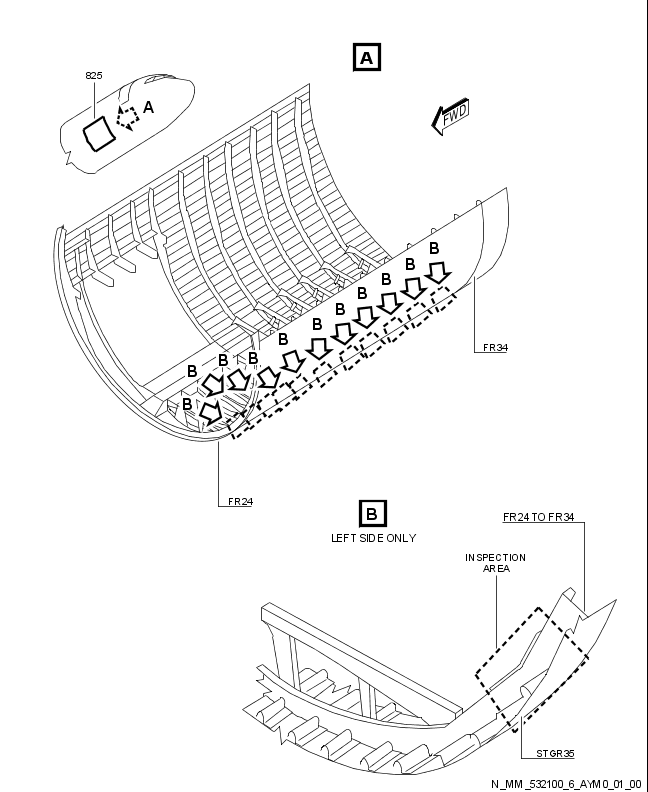 A
825
A
FWD
B
B
B
B
B
B
B
B
B
B
B
FR34
FR24
B
LEFT SIDE ONLY
FR24 TO FR34
INSPECTION
AREA
STGR35
N_MM_532100_6_AYM0_01_00